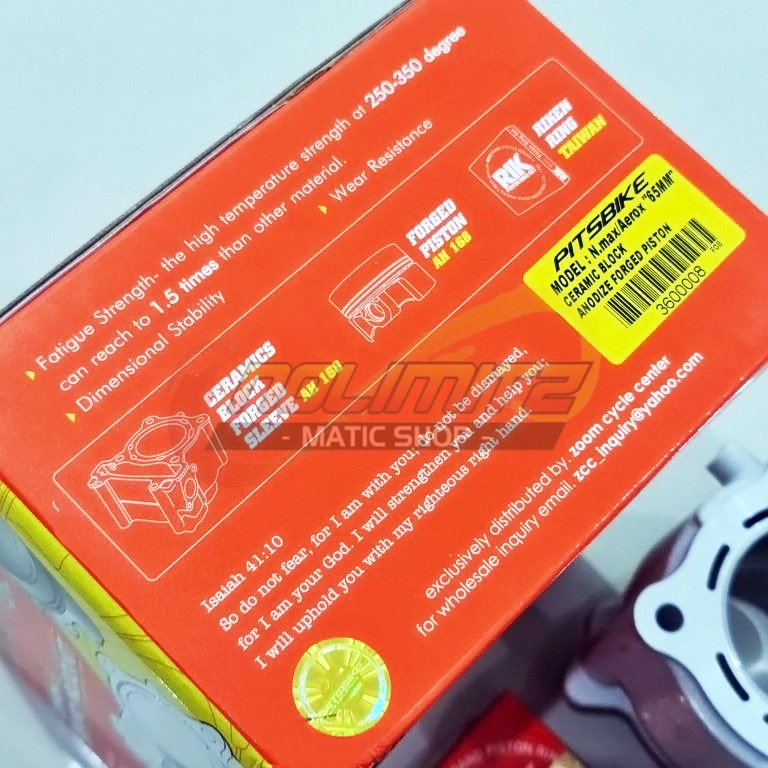 Fatigue Strength- the high temperature strength at 250-350 degree
can reach to 1.5 times than other material.
Dimensional Stability
Wear Resistance
CERAMICS
BLOCK
FORGED
SLEEVE AH 160
FORGED
PISTON
AH 168
RIK
RIKEN
RING
TAIWAN
PITSBIKE
MODEL : N.max/Aerox "65MM"
CERAMIC BLOCK
ANODIZE FORGED PISTON
3600008
F08
MATIC SHOP
Isaiah 41:10
So do not fear, for I am with you; do not be dismayed,
for I am your God. I will strengthen you and help you;
I will uphold you with my righteous right hand.
exclusively distributed by. zoom cycle center
for wholesale inquiry email. zcc_inquiry@yahoo.com
PITSBIKE